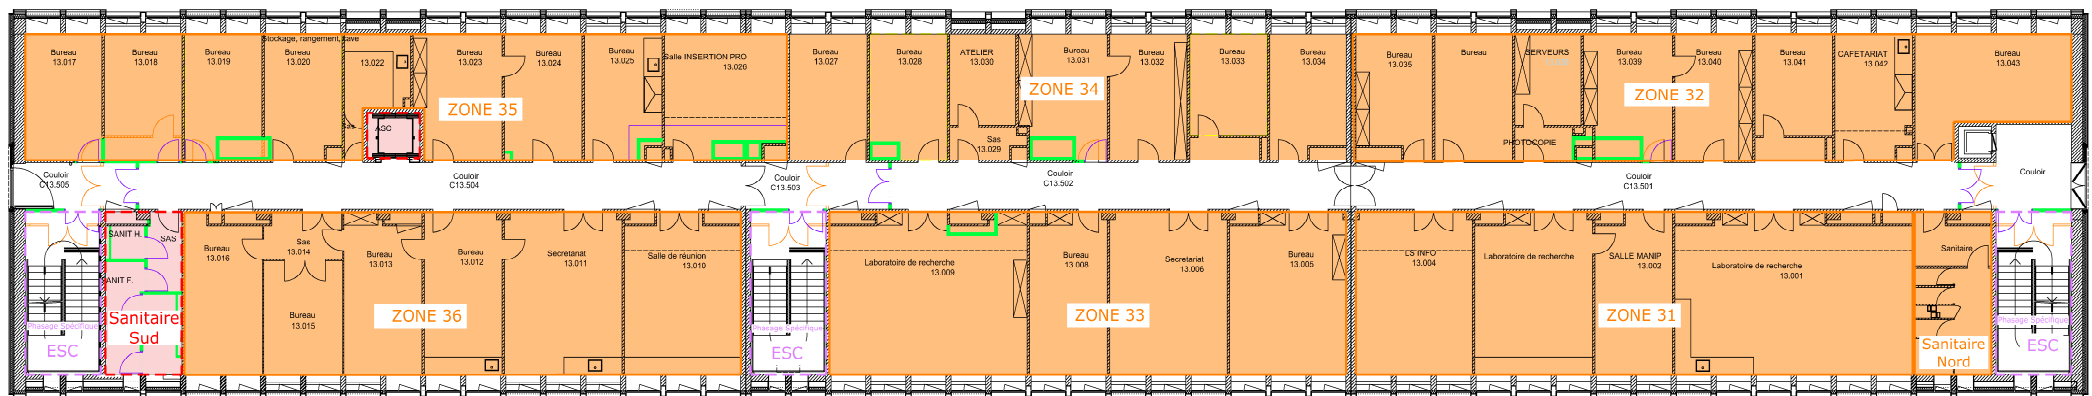 Bureau
13.017
Bureau
13.018
Bureau
13.019
Stockage, rangement, cave
Bureau
13.020
Bureau
13.022
Bureau
13.023
Bureau
13.024
Bureau
13.025
Salle INSERTION PRO
13.026
Bureau
13.027
Bureau
13.028
ATELIER
13.030
Bureau
13.031
Bureau
13.032
Bureau
13.033
Bureau
13.034
Bureau
13.035
Bureau
SERVEURS
Bureau
13.039
Bureau
13.040
Bureau
13.041
CAFETARIAT
13.042
Bureau
13.043
ZONE 35
ZONE 34
ZONE 32
Sas
ASC
Sas
13.029
PHOTOCOPIE
Couloir
C13.505
Couloir
C13.504
Couloir
C13.503
Couloir
C13.502
Couloir
C13.501
Couloir
SANIT H.
SAS
SANIT F.
Sanitaire
Sud
Phasage Spécifique
ESC
Bureau
13.016
Sas
13.014
Bureau
13.015
Bureau
13.013
Bureau
13.012
Secretariat
13.011
Salle de réunion
13.010
ZONE 36
Phasage Spécifique
ESC
Laboratoire de recherche
13.009
Bureau
13.008
Secretariat
13.006
Bureau
13.005
ZONE 33
LS INFO
13.004
Laboratoire de recherche
SALLE MANIP
13.002
Laboratoire de recherche
13.001
ZONE 31
Sanitaire
Sanitaire
Nord
Phasage Spécifique
ESC